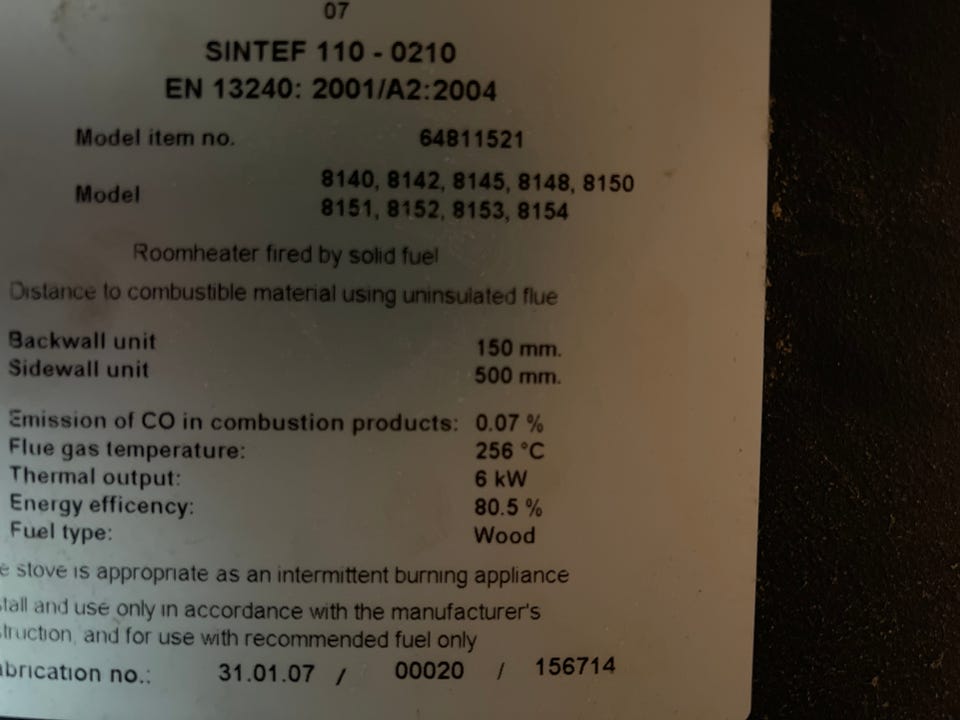 07
SINTEF 110 - 0210
EN 13240: 2001/A2:2004
Model item no. 64811521
Model 8140, 8142, 8145, 8148, 8150
8151, 8152, 8153, 8154
Roomheater fired by solid fuel
Distance to combustible material using uninsulated flue
Backwall unit 150 mm.
Sidewall unit 500 mm.
Emission of CO in combustion products: 0.07 %
Flue gas temperature: 256 °C
Thermal output: 6 kW
Energy efficency: 80.5 %
Fuel type: Wood
e stove is appropriate as an intermittent burning appliance
tall and use only in accordance with the manufacturer's
truction, and for use with recommended fuel only
abrication no.: 31.01.07 / 00020 / 156714